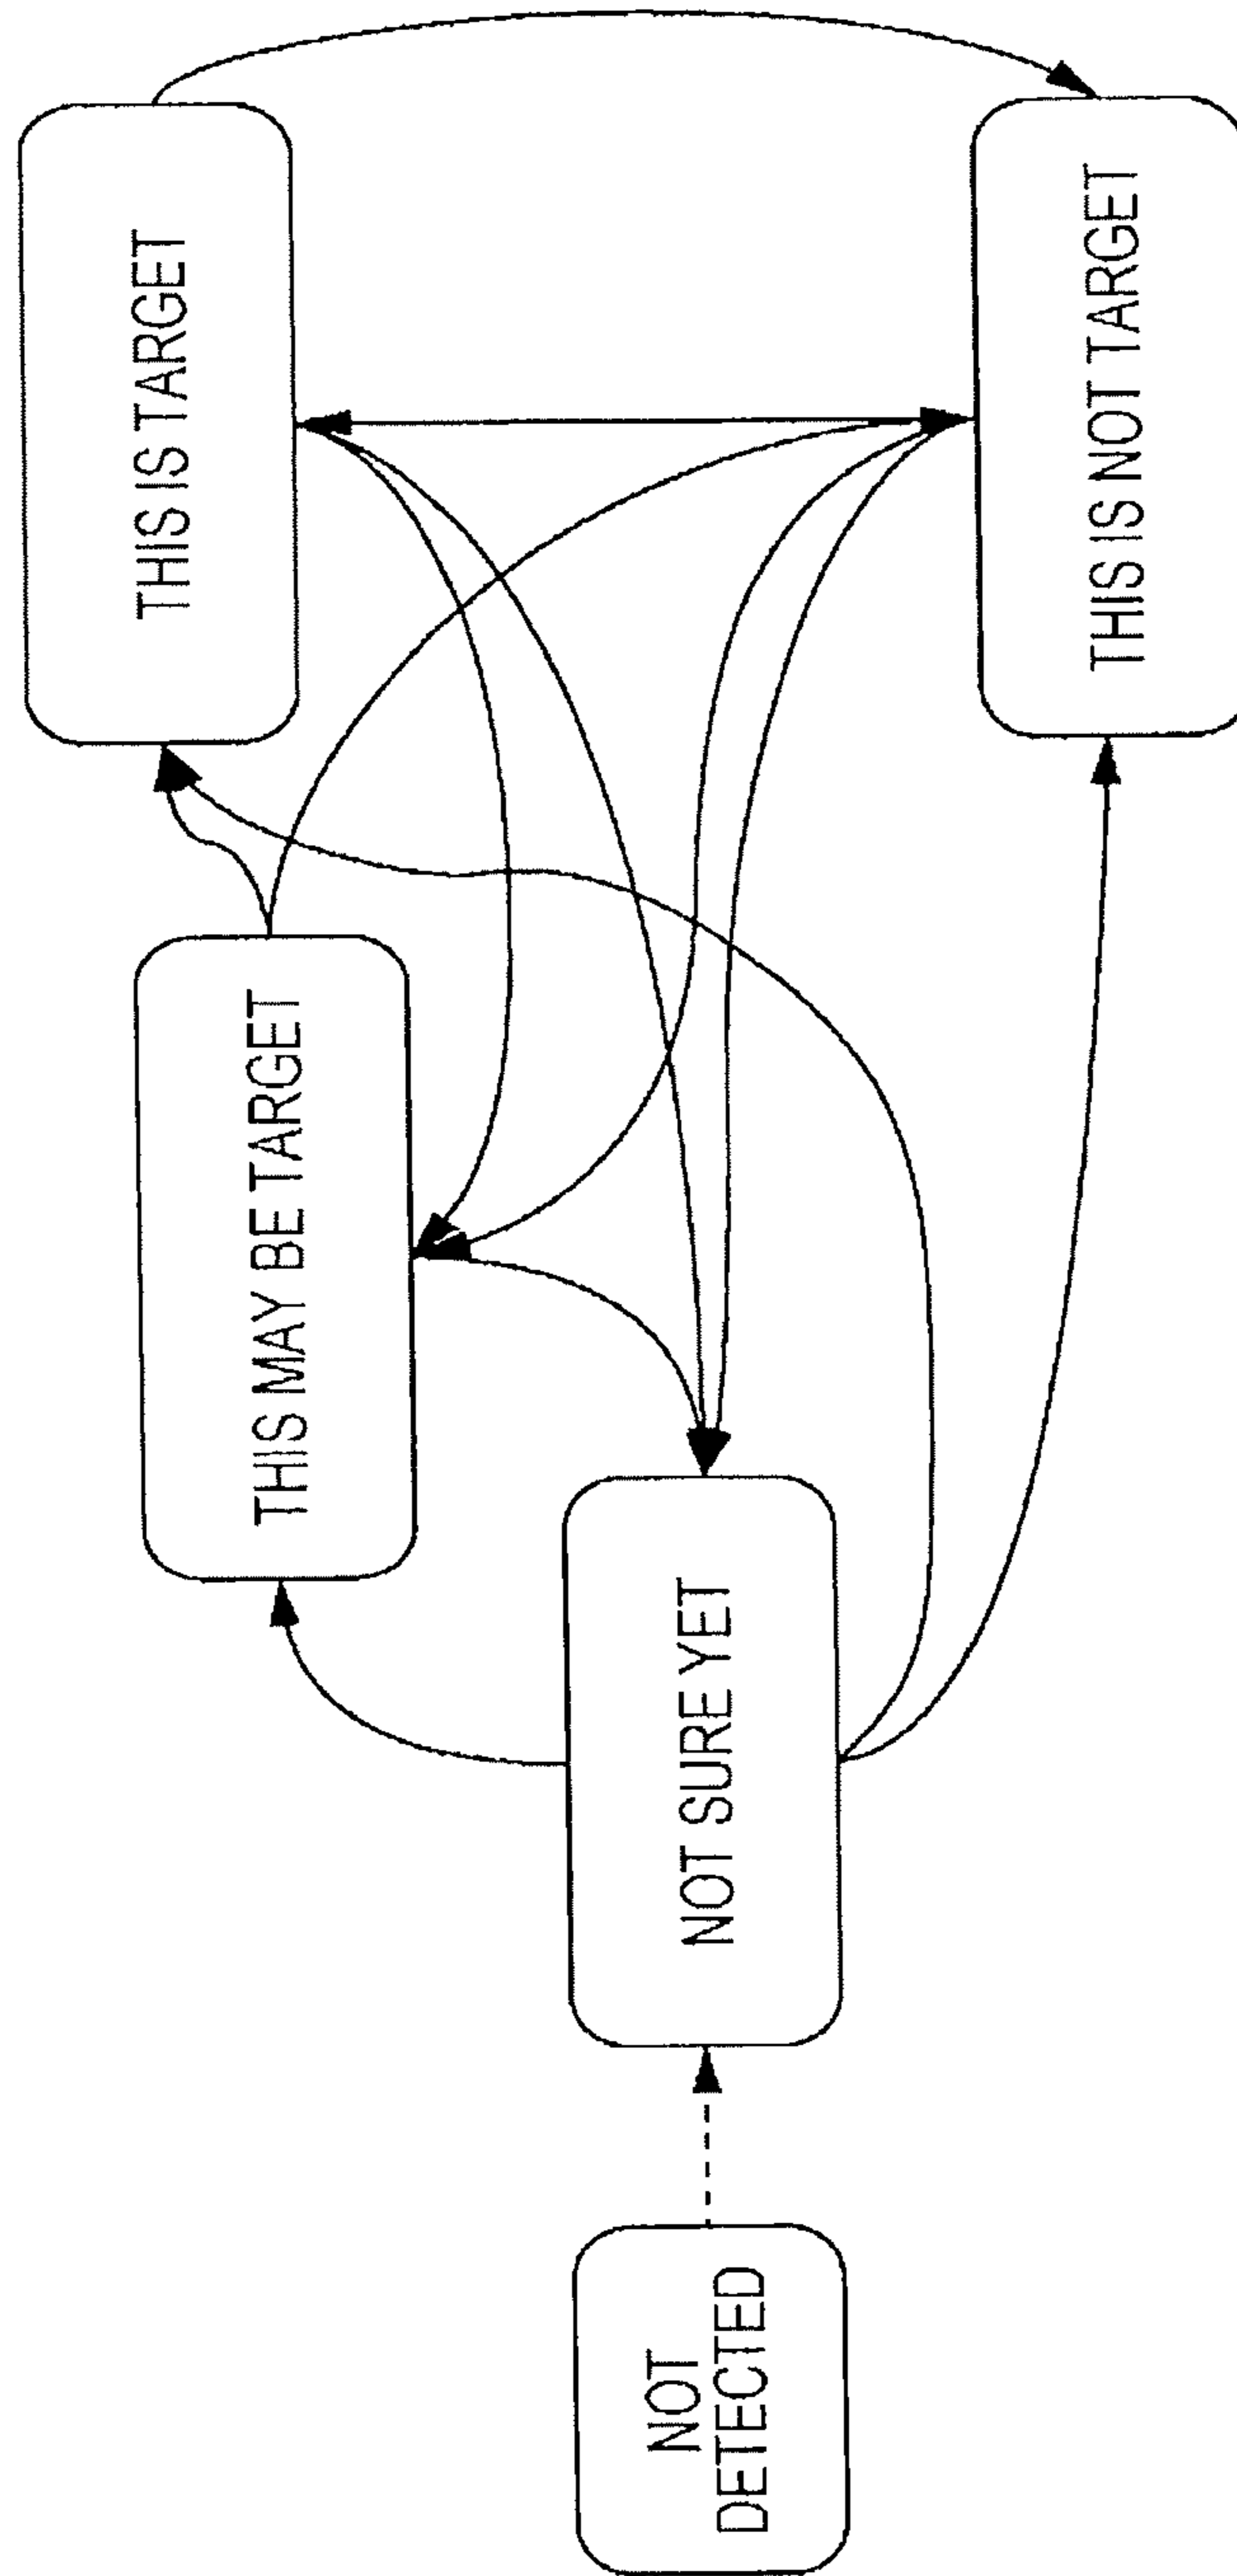 NOT
DETECTED
NOT SURE YET
THIS MAY BE TARGET
THIS IS TARGET
THIS IS NOT TARGET